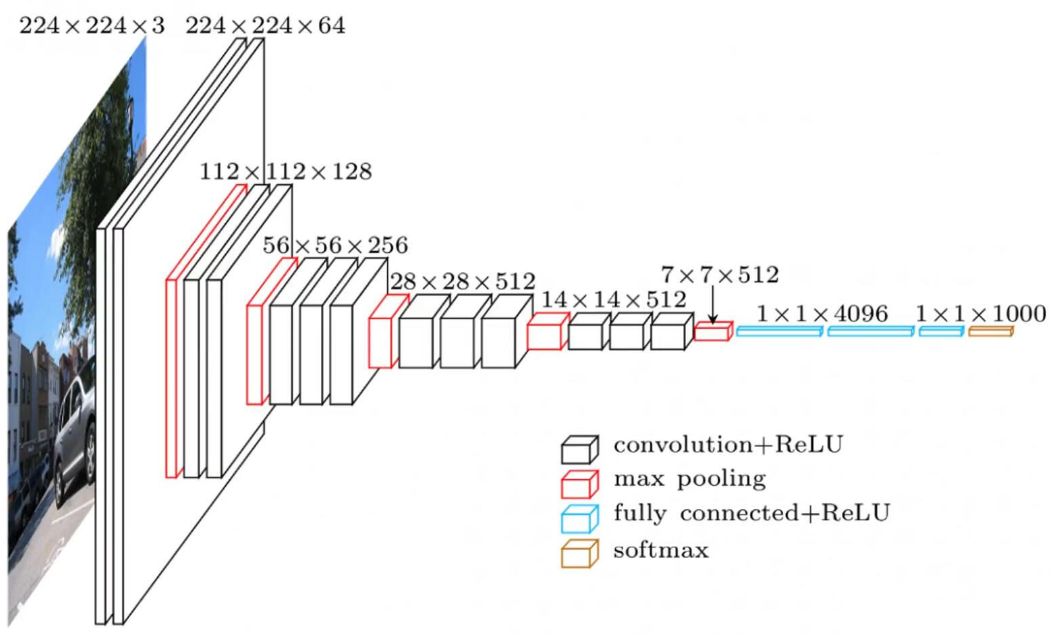 224×224×3
224×224×64
112×112×128
56×56×256
28×28×512
14×14×512
7×7×512
1×1×4096
1×1×1000
convolution+ReLU
max pooling
fully connected+ReLU
softmax